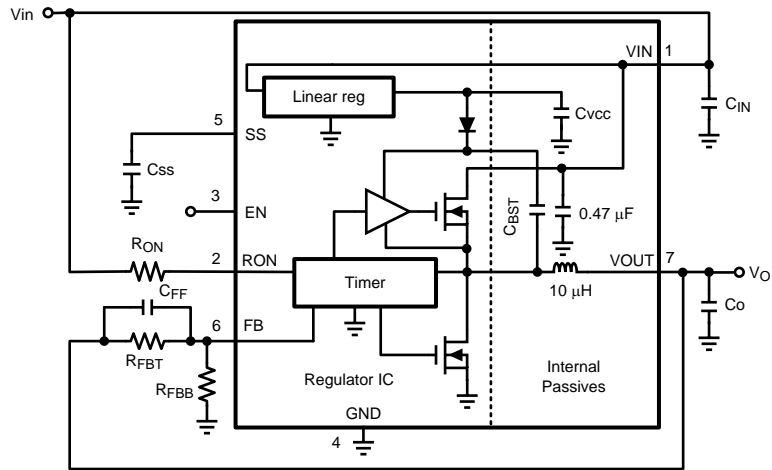 Vin
VIN 1
Linear reg
Cvcc
CIN
5
SS
Css
3
EN
CBST
0.47 μF
RON
2 RON
Timer
VOUT 7
VO
10 μH
Co
CFF
6 FB
RFBT
RFBB
Regulator IC
Internal
Passives
GND
4